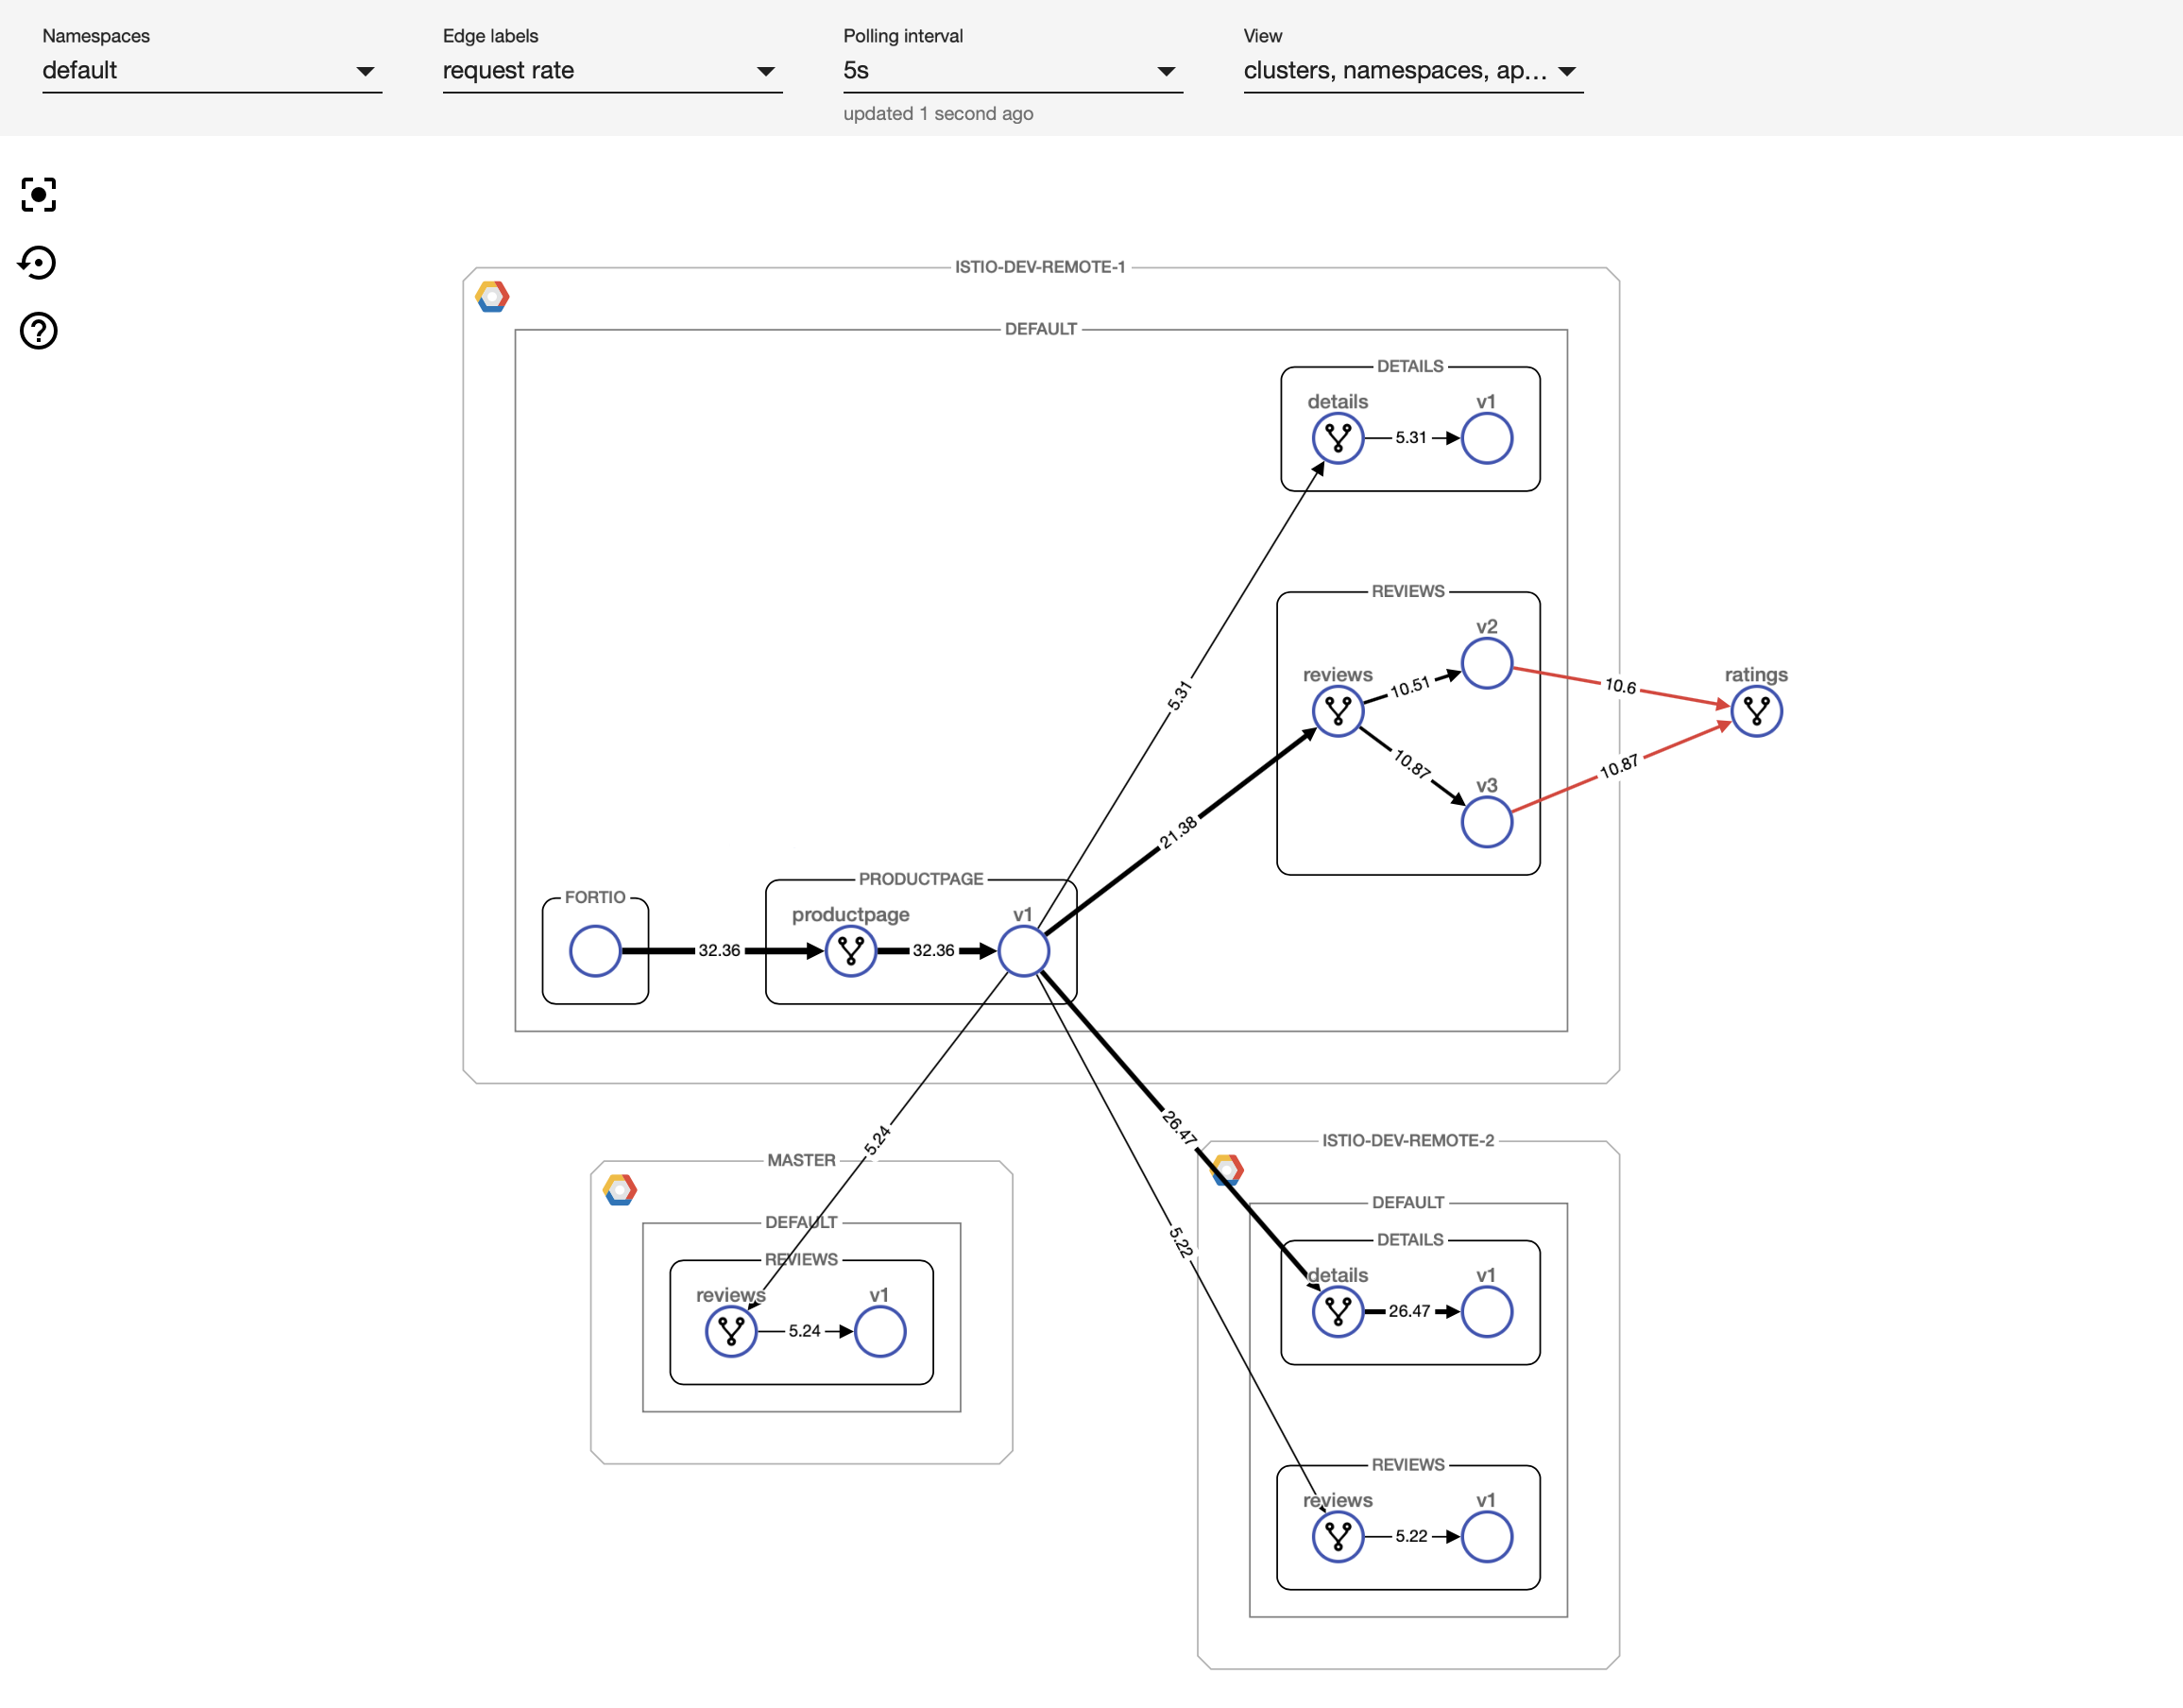 Namespaces
default
Edge labels
request rate
Polling interval
5s
updated 1 second ago
View
clusters, namespaces, ap...
ISTIO-DEV-REMOTE-1
DEFAULT
DETAILS
details
v1
5.31
5.31
REVIEWS
reviews
v2
v3
10.51
10.87
10.6
10.87
ratings
21.38
FORTIO
32.36
PRODUCTPAGE
productpage
32.36
v1
5.24
26.47
5.22
MASTER
DEFAULT
REVIEWS
reviews
5.24
v1
ISTIO-DEV-REMOTE-2
DEFAULT
DETAILS
details
26.47
v1
REVIEWS
reviews
5.22
v1